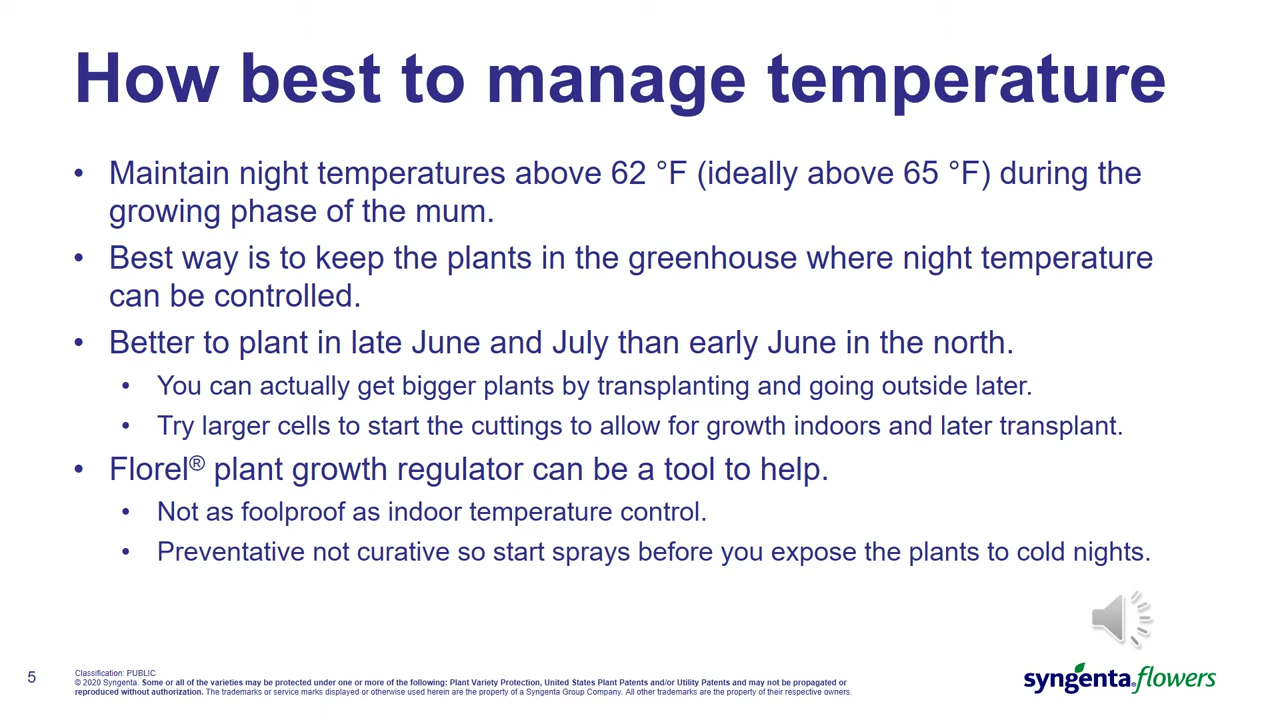 How best to manage temperature
• Maintain night temperatures above 62 °F (ideally above 65 °F) during the
growing phase of the mum.
• Best way is to keep the plants in the greenhouse where night temperature
can be controlled.
• Better to plant in late June and July than early June in the north.
• You can actually get bigger plants by transplanting and going outside later.
• Try larger cells to start the cuttings to allow for growth indoors and later transplant.
• Florel® plant growth regulator can be a tool to help.
• Not as foolproof as indoor temperature control.
• Preventative not curative so start sprays before you expose the plants to cold nights.
5
Classification: PUBLIC
© 2020 Syngenta. Some or all of the varieties may be protected under one or more of the following: Plant Variety Protection, United States Plant Patents and/or Utility Patents and may not be propagated or
reproduced without authorization. The trademarks or service marks displayed or otherwise used herein are the property of a Syngenta Group Company. All other trademarks are the property of their respective owners.
syngenta® flowers